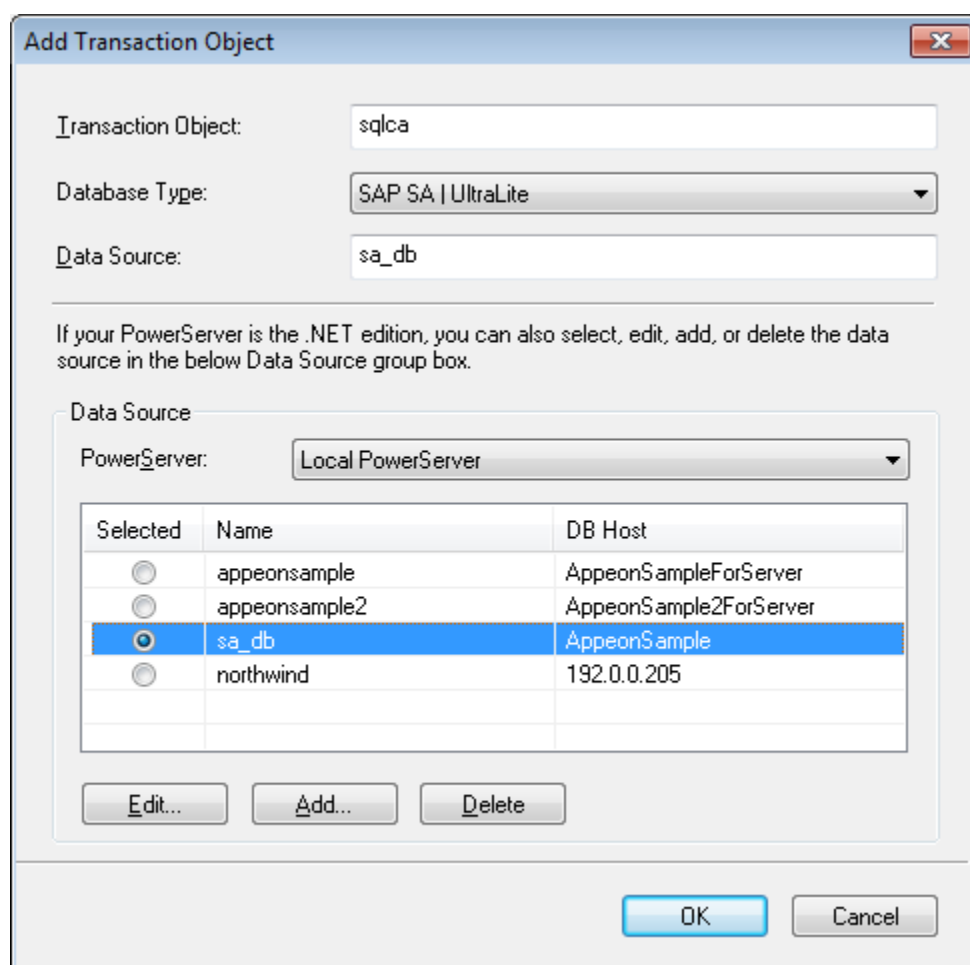 Add Transaction Object
Transaction Object: sqlca
Database Type: SAP SA | UltraLite
Data Source: sa_db
If your PowerServer is the .NET edition, you can also select, edit, add, or delete the data
source in the below Data Source group box.
Data Source
PowerServer: Local PowerServer
Selected Name DB Host
appeonsample AppeonSampleForServer
appeonsample2 AppeonSample2ForServer
sa_db AppeonSample
northwind 192.0.0.205
Edit... Add... Delete
OK Cancel